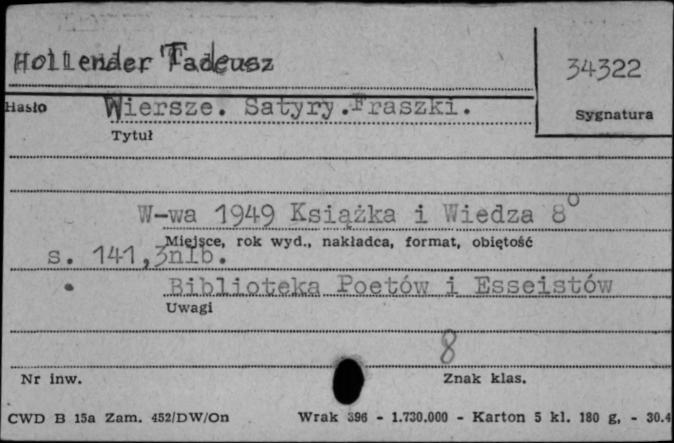 Hollender Tadeusz
34322
Hasło
Wiersze. Satyry. Fraszki.
Sygnatura
Tytuł
W-wa 1949 Książka i Wiedza 8°
Miejsce, rok wyd., nakładca, format, obiętość
s. 141,3nlb.
Biblioteka Poetów i Esseistów
Uwagi
8
Nr inw.
Znak klas.
CWD B 15a Zam. 452/DW/On Wrak 396 - 1.730.000 - Karton 5 kl. 180 g, - 30.4